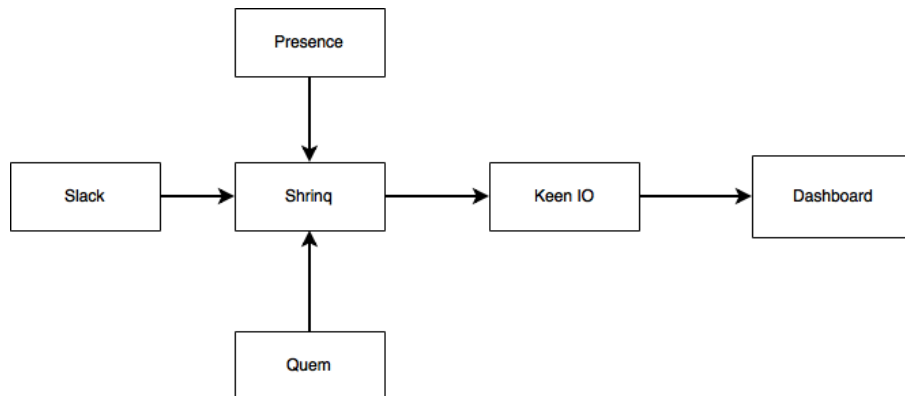 Presence
Slack
Shrinq
Keen IO
Dashboard
Quem